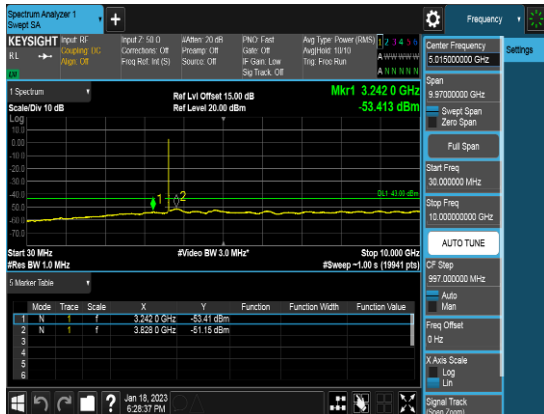 Spectrum Analyzer 1
Swept SA
+
Frequency
KEYSIGHT
RL
Input: RF
Coupling: DC
Align: Off
Input Z: 50 Ω
Corrections: Off
Freq Ref: Int (S)
#Atten: 20 dB
Preamp: Off
Source: Off
PNO: Fast
Gate: Off
IF Gain: Low
Sig Track: Off
Avg Type: Power (RMS)
Avg|Hold: 10/10
Trig: Free Run
1 2 3 4 5 6
A W W W W W
A N N N N N
1 Spectrum
Scale/Div 10 dB
Ref Lvl Offset 15.00 dB
Ref Level 20.00 dBm
Mkr1 3.242 0 GHz
-53.413 dBm
Log
10.0
0.00
-10.0
-20.0
-30.0
-40.0
-50.0
-60.0
-70.0
1
2
DL1 -43.00 dBm
Start 30 MHz
#Res BW 1.0 MHz
#Video BW 3.0 MHz*
Stop 10.000 GHz
#Sweep ~1.00 s (19941 pts)
5 Marker Table
Mode Trace Scale X Y Function Function Width Function Value
1 N 1 f 3.242 0 GHz -53.41 dBm
2 N 1 f 3.828 0 GHz -51.15 dBm
3
4
5
6
Jan 18, 2023
6:28:37 PM
Center Frequency
5.015000000 GHz
Settings
Span
9.97000000 GHz
Swept Span
Zero Span
Full Span
Start Freq
30.000000 MHz
Stop Freq
10.000000000 GHz
AUTO TUNE
CF Step
997.000000 MHz
Auto
Man
Freq Offset
0 Hz
X Axis Scale
Log
Lin
Signal Track
(Span Zoom)